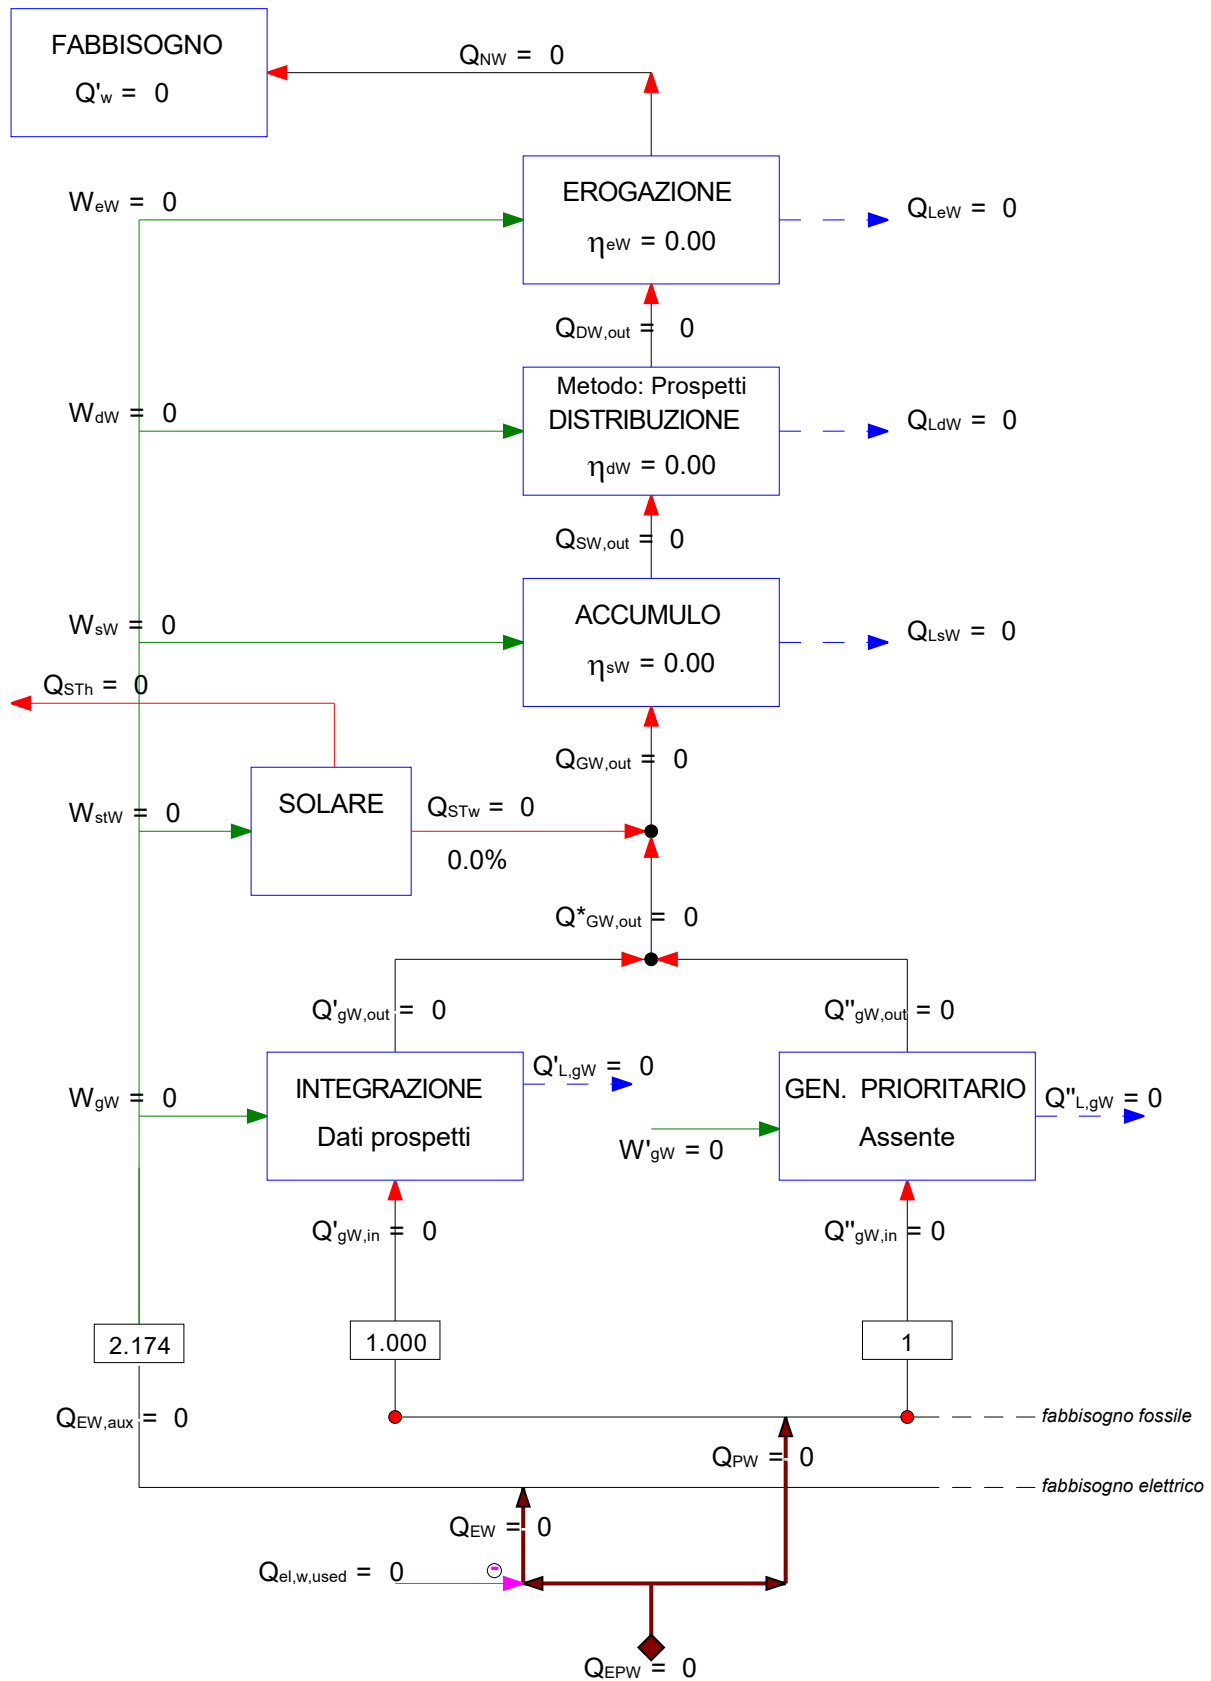 FABBISOGNO
Q'w = 0
QNW = 0
EROGAZIONE
ηeW = 0.00
WeW = 0
QLeW = 0
QDW,out = 0
Metodo: Prospetti
DISTRIBUZIONE
ηdW = 0.00
WdW = 0
QLdW = 0
QSW,out = 0
ACCUMULO
ηsW = 0.00
WsW = 0
QLsW = 0
QSTh = 0
QGW,out = 0
SOLARE
WstW = 0
QSTw = 0
0.0%
Q*GW,out = 0
Q'gW,out = 0
Q''gW,out = 0
INTEGRAZIONE
Dati prospetti
WgW = 0
Q'L,gW = 0
GEN. PRIORITARIO
Assente
W'gW = 0
Q''L,gW = 0
Q'gW,in = 0
Q''gW,in = 0
2.174
1.000
1
QEW,aux = 0
fabbisogno fossile
QPW = 0
fabbisogno elettrico
QEW = 0
Qel,w,used = 0
-
QEPW = 0